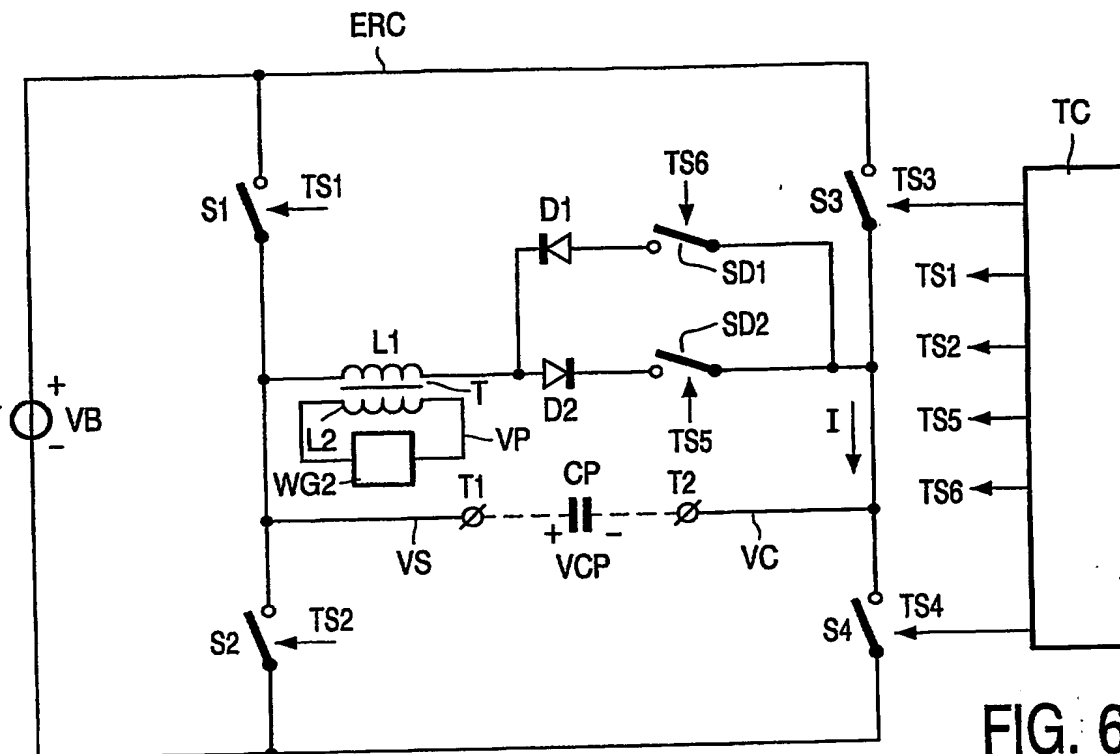 ERC
TC
TS6
S1
TS1
D1
S3
TS3
SD1
TS1
SD2
L1
TS2
+
VB
-
T
D2
I
L2
VP
TS5
TS5
WG2
T1
CP
T2
TS6
+
-
VS
VCP
VC
S2
TS2
S4
TS4
FIG. 6